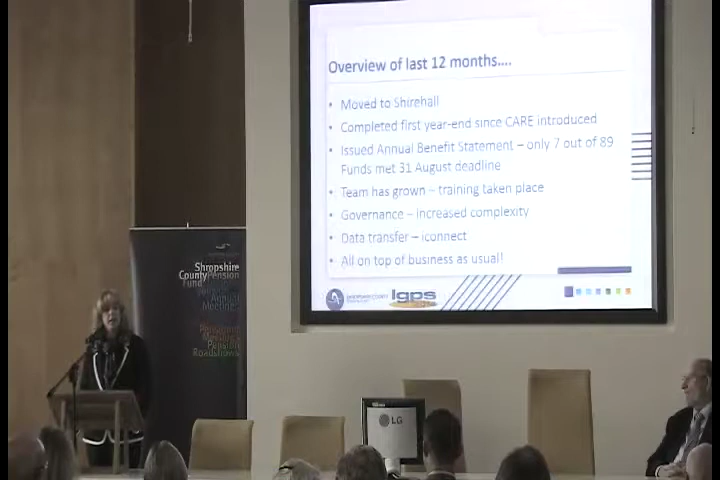 Overview of last 12 months....
• Moved to Shirehall
• Completed first year-end since CARE introduced
• Issued Annual Benefit Statement – only 7 out of 89
Funds met 31 August deadline
• Team has grown – training taken place
• Governance – increased complexity
• Data transfer – iconnect
• All on top of business as usual!
lgps
Shropshire
County Pension
Fund
Annual
Meeting
Pension
Roadshows
LG